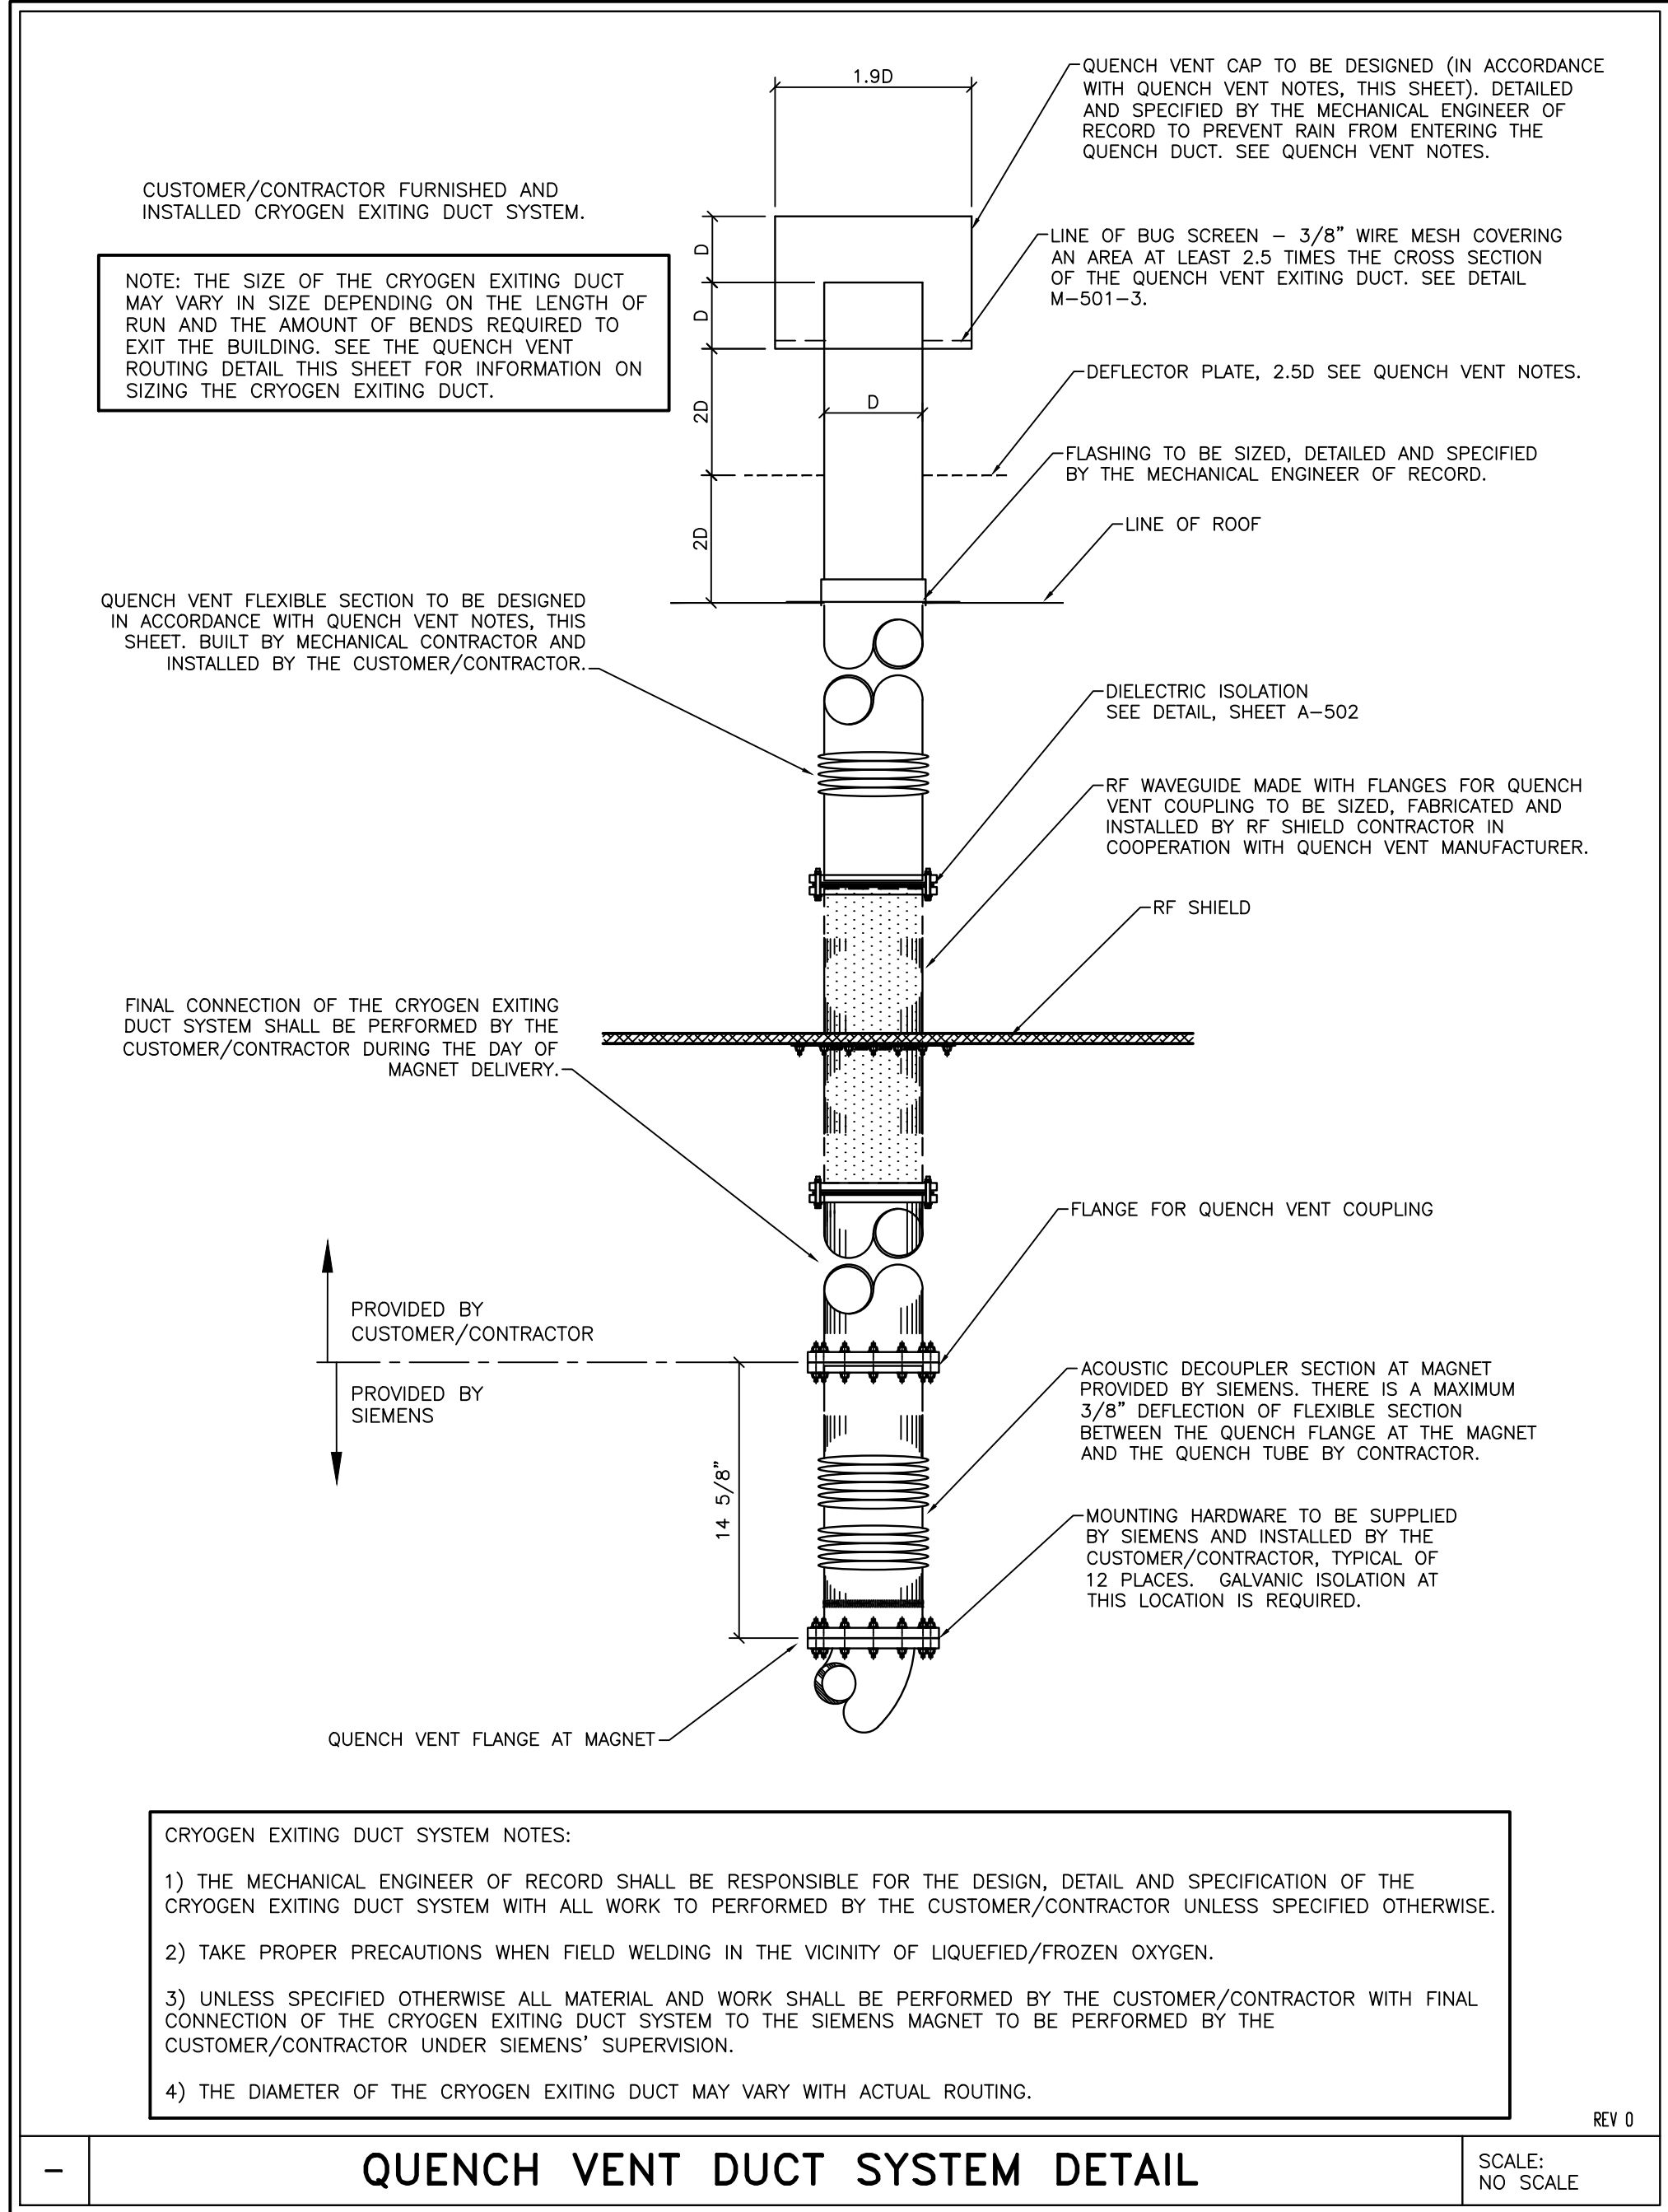 1.9D
QUENCH VENT CAP TO BE DESIGNED (IN ACCORDANCE
WITH QUENCH VENT NOTES, THIS SHEET). DETAILED
AND SPECIFIED BY THE MECHANICAL ENGINEER OF
RECORD TO PREVENT RAIN FROM ENTERING THE
QUENCH DUCT. SEE QUENCH VENT NOTES.
CUSTOMER/CONTRACTOR FURNISHED AND
INSTALLED CRYOGEN EXITING DUCT SYSTEM.
D
LINE OF BUG SCREEN – 3/8” WIRE MESH COVERING
AN AREA AT LEAST 2.5 TIMES THE CROSS SECTION
OF THE QUENCH VENT EXITING DUCT. SEE DETAIL
M–501–3.
NOTE: THE SIZE OF THE CRYOGEN EXITING DUCT
MAY VARY IN SIZE DEPENDING ON THE LENGTH OF
RUN AND THE AMOUNT OF BENDS REQUIRED TO
EXIT THE BUILDING. SEE THE QUENCH VENT
ROUTING DETAIL THIS SHEET FOR INFORMATION ON
SIZING THE CRYOGEN EXITING DUCT.
D
DEFLECTOR PLATE, 2.5D SEE QUENCH VENT NOTES.
2D
D
FLASHING TO BE SIZED, DETAILED AND SPECIFIED
BY THE MECHANICAL ENGINEER OF RECORD.
LINE OF ROOF
2D
QUENCH VENT FLEXIBLE SECTION TO BE DESIGNED
IN ACCORDANCE WITH QUENCH VENT NOTES, THIS
SHEET. BUILT BY MECHANICAL CONTRACTOR AND
INSTALLED BY THE CUSTOMER/CONTRACTOR.
DIELECTRIC ISOLATION
SEE DETAIL, SHEET A–502
RF WAVEGUIDE MADE WITH FLANGES FOR QUENCH
VENT COUPLING TO BE SIZED, FABRICATED AND
INSTALLED BY RF SHIELD CONTRACTOR IN
COOPERATION WITH QUENCH VENT MANUFACTURER.
RF SHIELD
FINAL CONNECTION OF THE CRYOGEN EXITING
DUCT SYSTEM SHALL BE PERFORMED BY THE
CUSTOMER/CONTRACTOR DURING THE DAY OF
MAGNET DELIVERY.
FLANGE FOR QUENCH VENT COUPLING
PROVIDED BY
CUSTOMER/CONTRACTOR
PROVIDED BY
SIEMENS
ACOUSTIC DECOUPLER SECTION AT MAGNET
PROVIDED BY SIEMENS. THERE IS A MAXIMUM
3/8” DEFLECTION OF FLEXIBLE SECTION
BETWEEN THE QUENCH FLANGE AT THE MAGNET
AND THE QUENCH TUBE BY CONTRACTOR.
14 5/8”
MOUNTING HARDWARE TO BE SUPPLIED
BY SIEMENS AND INSTALLED BY THE
CUSTOMER/CONTRACTOR, TYPICAL OF
12 PLACES. GALVANIC ISOLATION AT
THIS LOCATION IS REQUIRED.
QUENCH VENT FLANGE AT MAGNET
CRYOGEN EXITING DUCT SYSTEM NOTES:
1) THE MECHANICAL ENGINEER OF RECORD SHALL BE RESPONSIBLE FOR THE DESIGN, DETAIL AND SPECIFICATION OF THE
CRYOGEN EXITING DUCT SYSTEM WITH ALL WORK TO PERFORMED BY THE CUSTOMER/CONTRACTOR UNLESS SPECIFIED OTHERWISE.
2) TAKE PROPER PRECAUTIONS WHEN FIELD WELDING IN THE VICINITY OF LIQUEFIED/FROZEN OXYGEN.
3) UNLESS SPECIFIED OTHERWISE ALL MATERIAL AND WORK SHALL BE PERFORMED BY THE CUSTOMER/CONTRACTOR WITH FINAL
CONNECTION OF THE CRYOGEN EXITING DUCT SYSTEM TO THE SIEMENS MAGNET TO BE PERFORMED BY THE
CUSTOMER/CONTRACTOR UNDER SIEMENS’ SUPERVISION.
4) THE DIAMETER OF THE CRYOGEN EXITING DUCT MAY VARY WITH ACTUAL ROUTING.
REV 0
–
QUENCH VENT DUCT SYSTEM DETAIL
SCALE:
NO SCALE